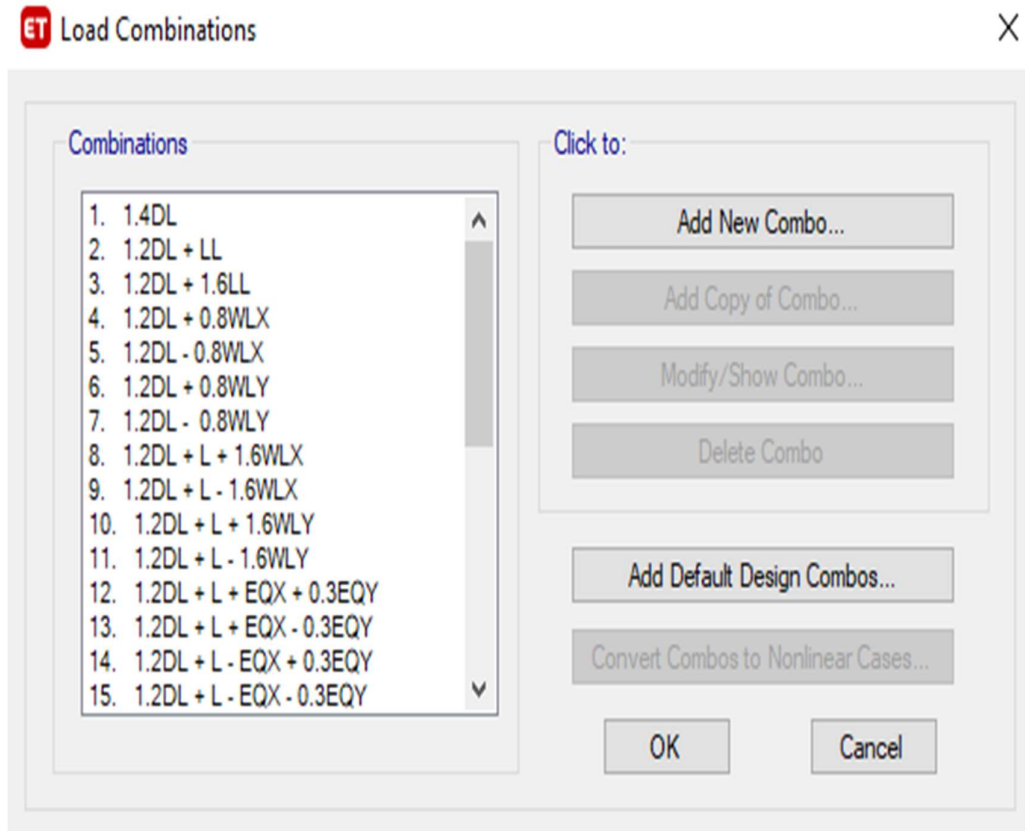 ET Load Combinations X
Combinations
1. 1.4DL
2. 1.2DL + LL
3. 1.2DL + 1.6LL
4. 1.2DL + 0.8WLX
5. 1.2DL - 0.8WLX
6. 1.2DL + 0.8WLY
7. 1.2DL - 0.8WLY
8. 1.2DL + L + 1.6WLX
9. 1.2DL + L - 1.6WLX
10. 1.2DL + L + 1.6WLY
11. 1.2DL + L - 1.6WLY
12. 1.2DL + L + EQX + 0.3EQY
13. 1.2DL + L + EQX - 0.3EQY
14. 1.2DL + L - EQX + 0.3EQY
15. 1.2DL + L - EQX - 0.3EQY
Click to:
Add New Combo...
Add Copy of Combo...
Modify/Show Combo...
Delete Combo
Add Default Design Combos...
Convert Combos to Nonlinear Cases...
OK Cancel